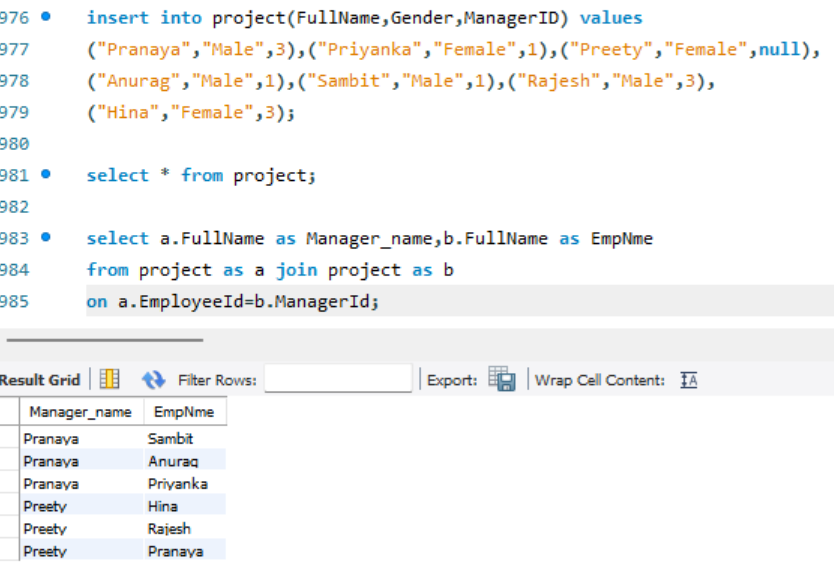 976 insert into project(FullName,Gender,ManagerID) values
977 ("Pranaya","Male",3),("Priyanka","Female",1),("Preety","Female",null),
978 ("Anurag","Male",1),("Sambit","Male",1),("Rajesh","Male",3),
979 ("Hina","Female",3);
980
981 select * from project;
982
983 select a.FullName as Manager_name,b.FullName as EmpNme
984 from project as a join project as b
985 on a.EmployeeId=b.ManagerId;
Result Grid Filter Rows: Export: Wrap Cell Content: IA
Manager_name EmpNme
Pranaya Sambit
Pranaya Anurag
Pranaya Priyanka
Preety Hina
Preety Rajesh
Preety Pranaya